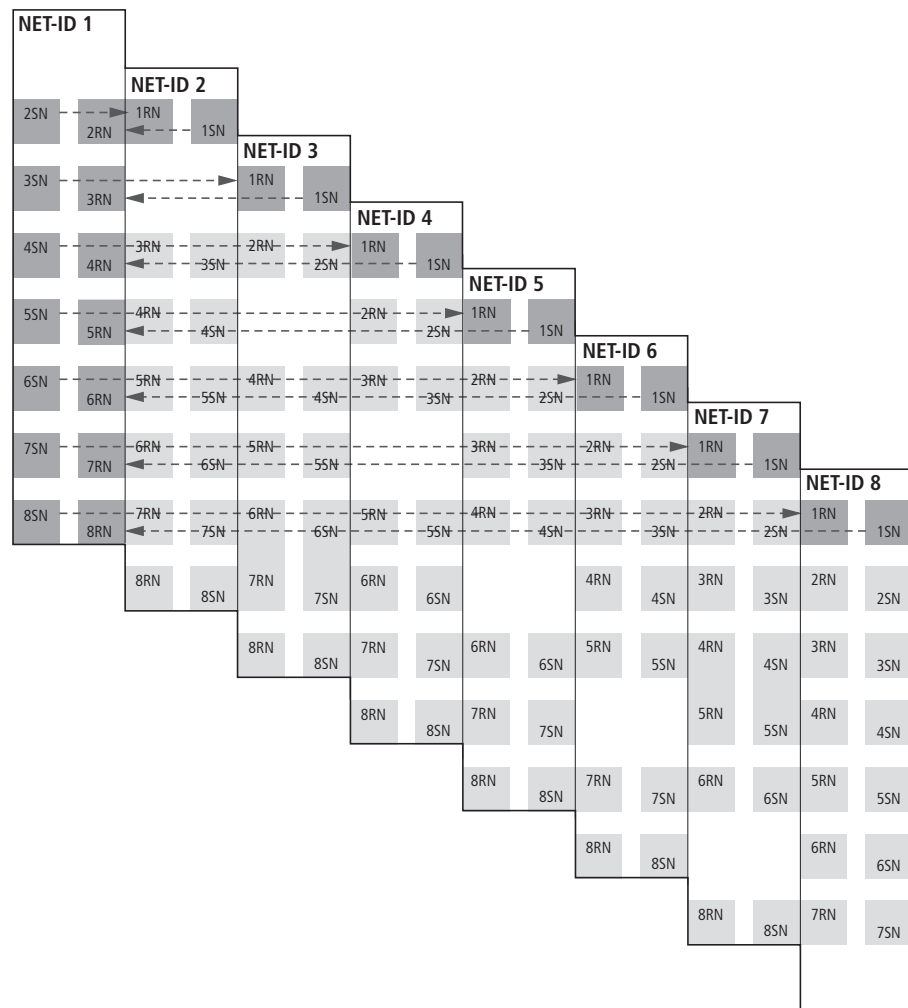 NET-ID 1
NET-ID 2
2SN 1RN
2RN 1SN
NET-ID 3
3SN 1RN
3RN 1SN
NET-ID 4
4SN 3RN 2RN 1RN
4RN 3SN 2SN 1SN
NET-ID 5
5SN 4RN 2RN 1RN
5RN 4SN 2SN 1SN
NET-ID 6
6SN 5RN 4RN 3RN 2RN 1RN
6RN 5SN 4SN 3SN 2SN 1SN
NET-ID 7
7SN 6RN 5RN 3RN 2RN 1RN
7RN 6SN 5SN 3SN 2SN 1SN
NET-ID 8
8SN 7RN 6RN 5RN 4RN 3RN 2RN 1RN
8RN 7SN 6SN 5SN 4SN 3SN 2SN 1SN
8RN 7RN 6RN 4RN 3RN 2RN
8SN 7SN 6SN 4SN 3SN 2SN
8RN 7RN 6RN 5RN 4RN 3RN
8SN 7SN 6SN 5SN 4SN 3SN
8RN 7RN 5RN 4RN
8SN 7SN 5SN 4SN
8RN 7RN 6RN 5RN
8SN 7SN 6SN 5SN
8RN 6RN
8SN 6SN
8RN 7RN
8SN 7SN